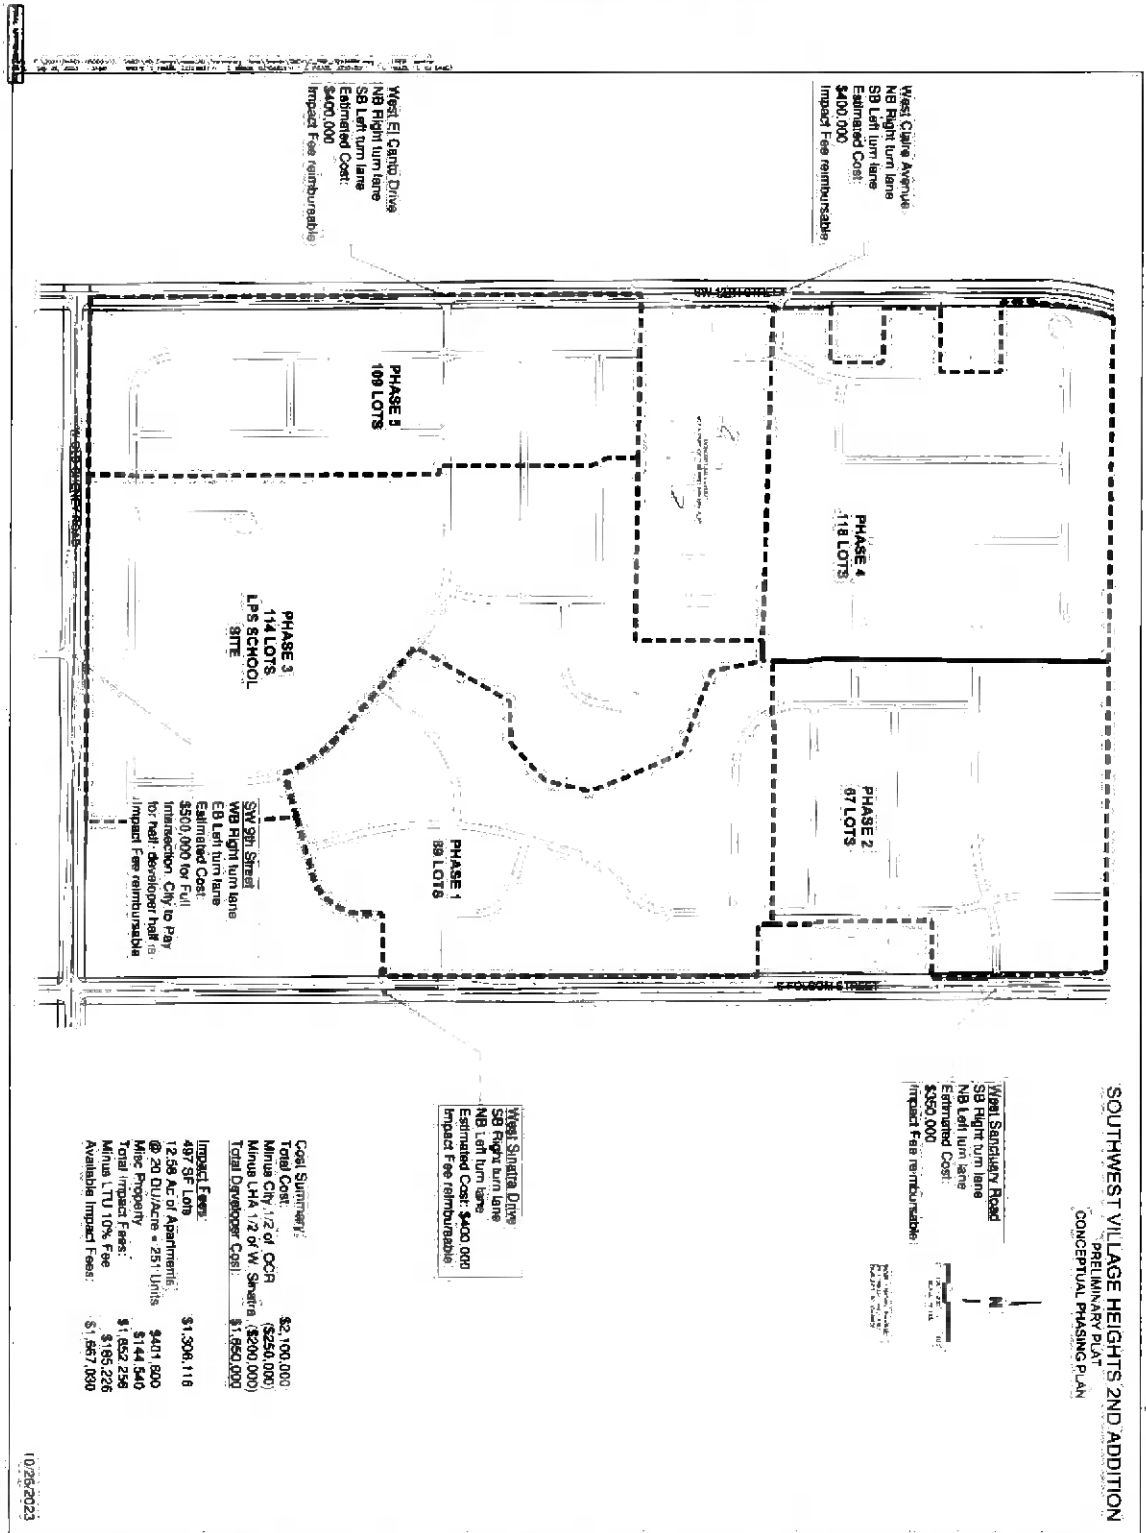 SOUTHWEST VILLAGE HEIGHTS 2ND ADDITION
PRELIMINARY PLAT
CONCEPTUAL PHASING PLAN
N
West Claire Avenue
NB Right turn lane
SB Left turn lane
Estimated Cost:
$400,000
Impact Fee reimbursable
West El Canto Drive
NB Right turn lane
SB Left turn lane
Estimated Cost:
$400,000
Impact Fee reimbursable
SW 12TH STREET
PHASE 4
118 LOTS
PHASE 5
109 LOTS
PHASE 3
114 LOTS
LPS SCHOOL
SITE
PHASE 2
67 LOTS
PHASE 1
89 LOTS
W OLD CHENEY ROAD
S FOLSOM STREET
SW 9th Street
WB Right turn lane
EB Left turn lane
Estimated Cost:
$500,000 for Full
Intersection. City to Pay
for half. developer half is
Impact Fee reimbursable
West Sanctuary Road
SB Right turn lane
NB Left turn lane
Estimated Cost:
$350,000
Impact Fee reimbursable
West Sinatra Drive
SB Right turn lane
NB Left turn lane
Estimated Cost: $400,000
Impact Fee reimbursable
Cost Summary:
Total Cost: $2,100,000
Minus City 1/2 of OCR ($250,000)
Minus LHA 1/2 of W. Sinatra ($200,000)
Total Developer Cost: $1,650,000
Impact Fees:
497 SF Lots $1,306,116
12.56 Ac of Apartments
@ 20 DU/Acre = 251 Units $401,600
Misc Property $144,540
Total Impact Fees: $1,852,256
Minus LTU 10% Fee $185,226
Available Impact Fees: $1,667,030
10/26/2023